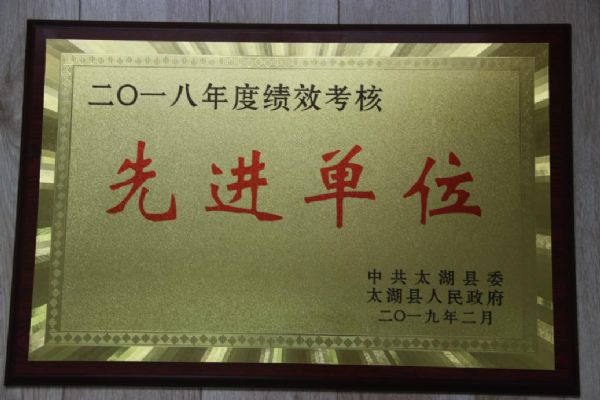 二〇一八年度绩效考核
先进单位
中共太湖县委
太湖县人民政府
二〇一九年二月